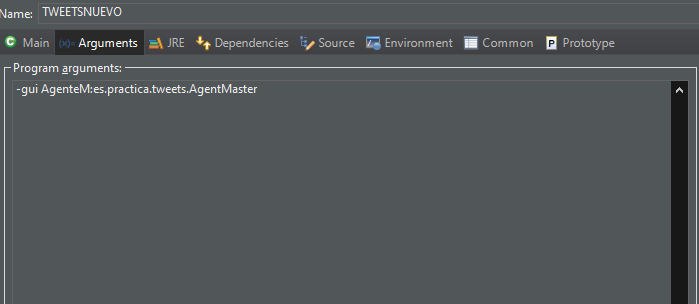 Name: TWEETSNUEVO
Main (x)= Arguments JRE Dependencies Source Environment Common Prototype
Program arguments:
-gui AgenteM:es.practica.tweets.AgentMaster